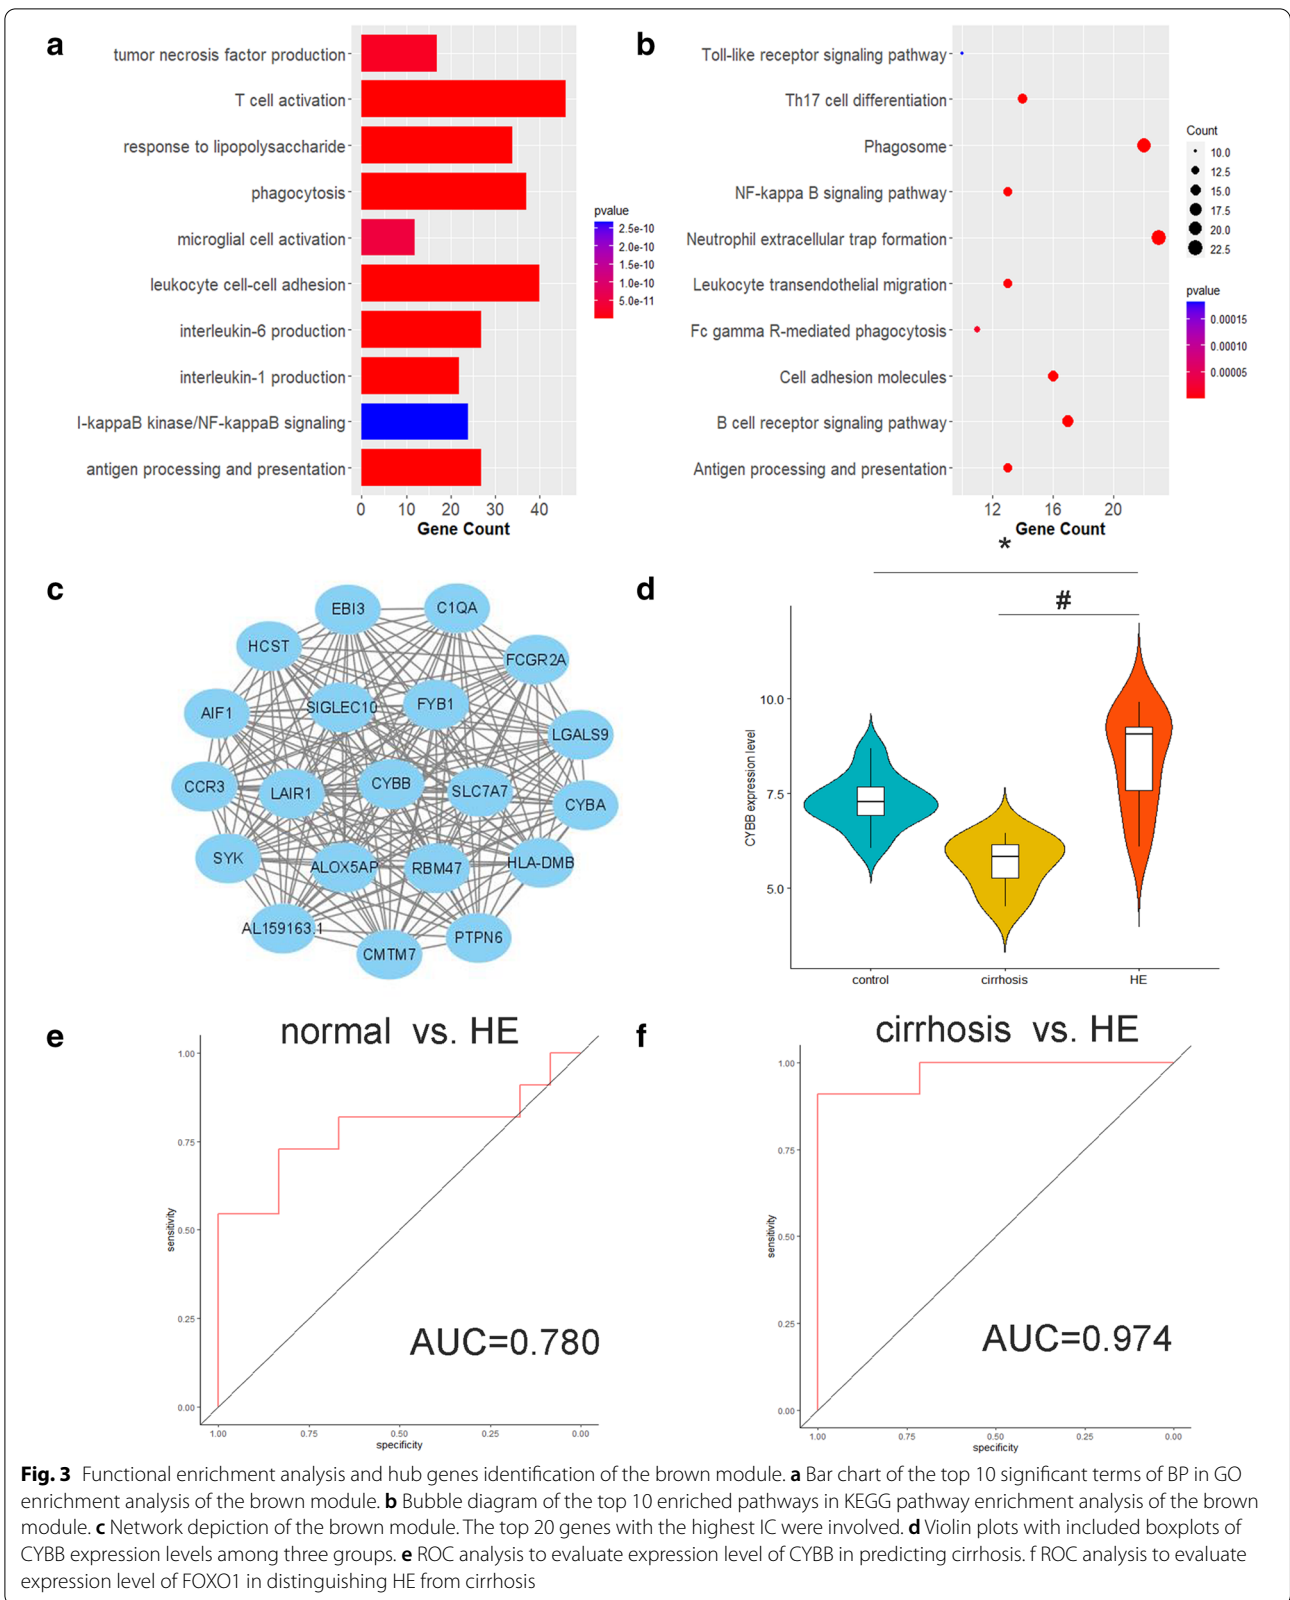 a
tumor necrosis factor production
T cell activation
response to lipopolysaccharide
phagocytosis
microglial cell activation
leukocyte cell-cell adhesion
interleukin-6 production
interleukin-1 production
I-kappaB kinase/NF-kappaB signaling
antigen processing and presentation
0 10 20 30 40
Gene Count
pvalue
2.5e-10
2.0e-10
1.5e-10
1.0e-10
5.0e-11
b
Toll-like receptor signaling pathway
Th17 cell differentiation
Phagosome
NF-kappa B signaling pathway
Neutrophil extracellular trap formation
Leukocyte transendothelial migration
Fc gamma R-mediated phagocytosis
Cell adhesion molecules
B cell receptor signaling pathway
Antigen processing and presentation
12 16 20
Gene Count
Count
10.0
12.5
15.0
17.5
20.0
22.5
pvalue
0.00015
0.00010
0.00005
c
EBI3
C1QA
HCST
FCGR2A
AIF1
SIGLEC10
FYB1
LGALS9
CCR3
LAIR1
CYBB
SLC7A7
CYBA
SYK
ALOX5AP
RBM47
HLA-DMB
AL159163.1
CMTM7
PTPN6
d
*
#
10.0
7.5
5.0
CYBB expression level
control cirrhosis HE
e
normal vs. HE
1.00
0.75
0.50
0.25
0.00
sensitivity
AUC=0.780
1.00 0.75 0.50 0.25 0.00
specificity
f
cirrhosis vs. HE
1.00
0.75
0.50
0.25
0.00
sensitivity
AUC=0.974
1.00 0.75 0.50 0.25 0.00
specificity
Fig. 3 Functional enrichment analysis and hub genes identification of the brown module. a Bar chart of the top 10 significant terms of BP in GO
enrichment analysis of the brown module. b Bubble diagram of the top 10 enriched pathways in KEGG pathway enrichment analysis of the brown
module. c Network depiction of the brown module. The top 20 genes with the highest IC were involved. d Violin plots with included boxplots of
CYBB expression levels among three groups. e ROC analysis to evaluate expression level of CYBB in predicting cirrhosis. f ROC analysis to evaluate
expression level of FOXO1 in distinguishing HE from cirrhosis